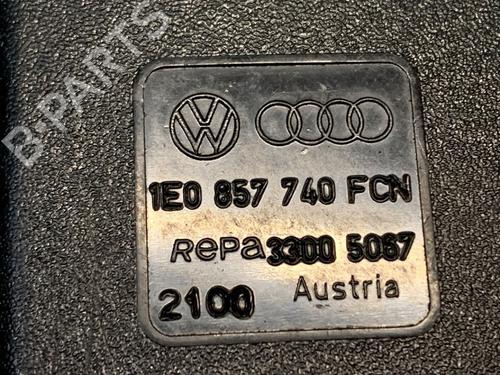 B-PARTS
1E0 857 740 FCN
RePa 3300 5067
2100 Austria